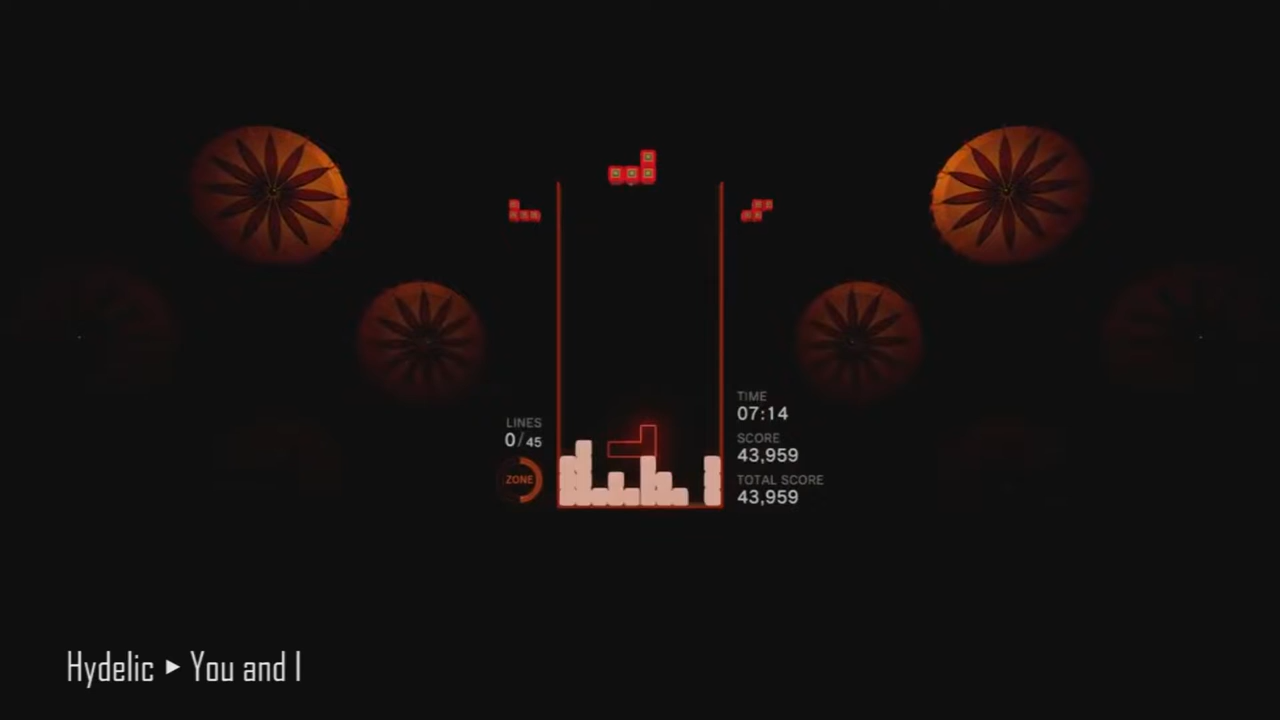 LINES
0/45
ZONE
TIME
07:14
SCORE
43,959
TOTAL SCORE
43,959
Hydelic ▸ You and I